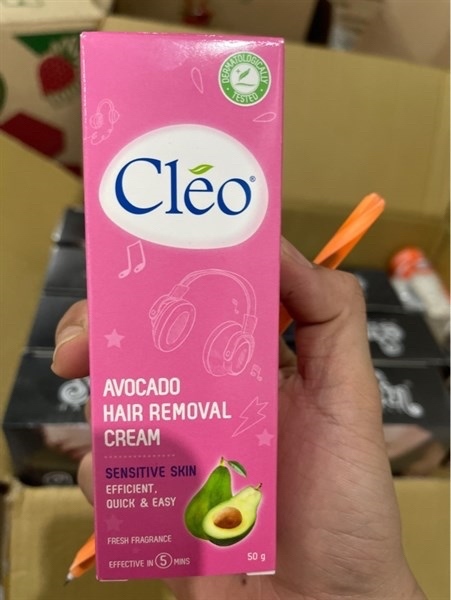 DERMATOLOGICALLY
TESTED
Cléo®
AVOCADO
HAIR REMOVAL
CREAM
SENSITIVE SKIN
EFFICIENT,
QUICK & EASY
FRESH FRAGRANCE
EFFECTIVE IN 5 MINS
50 g